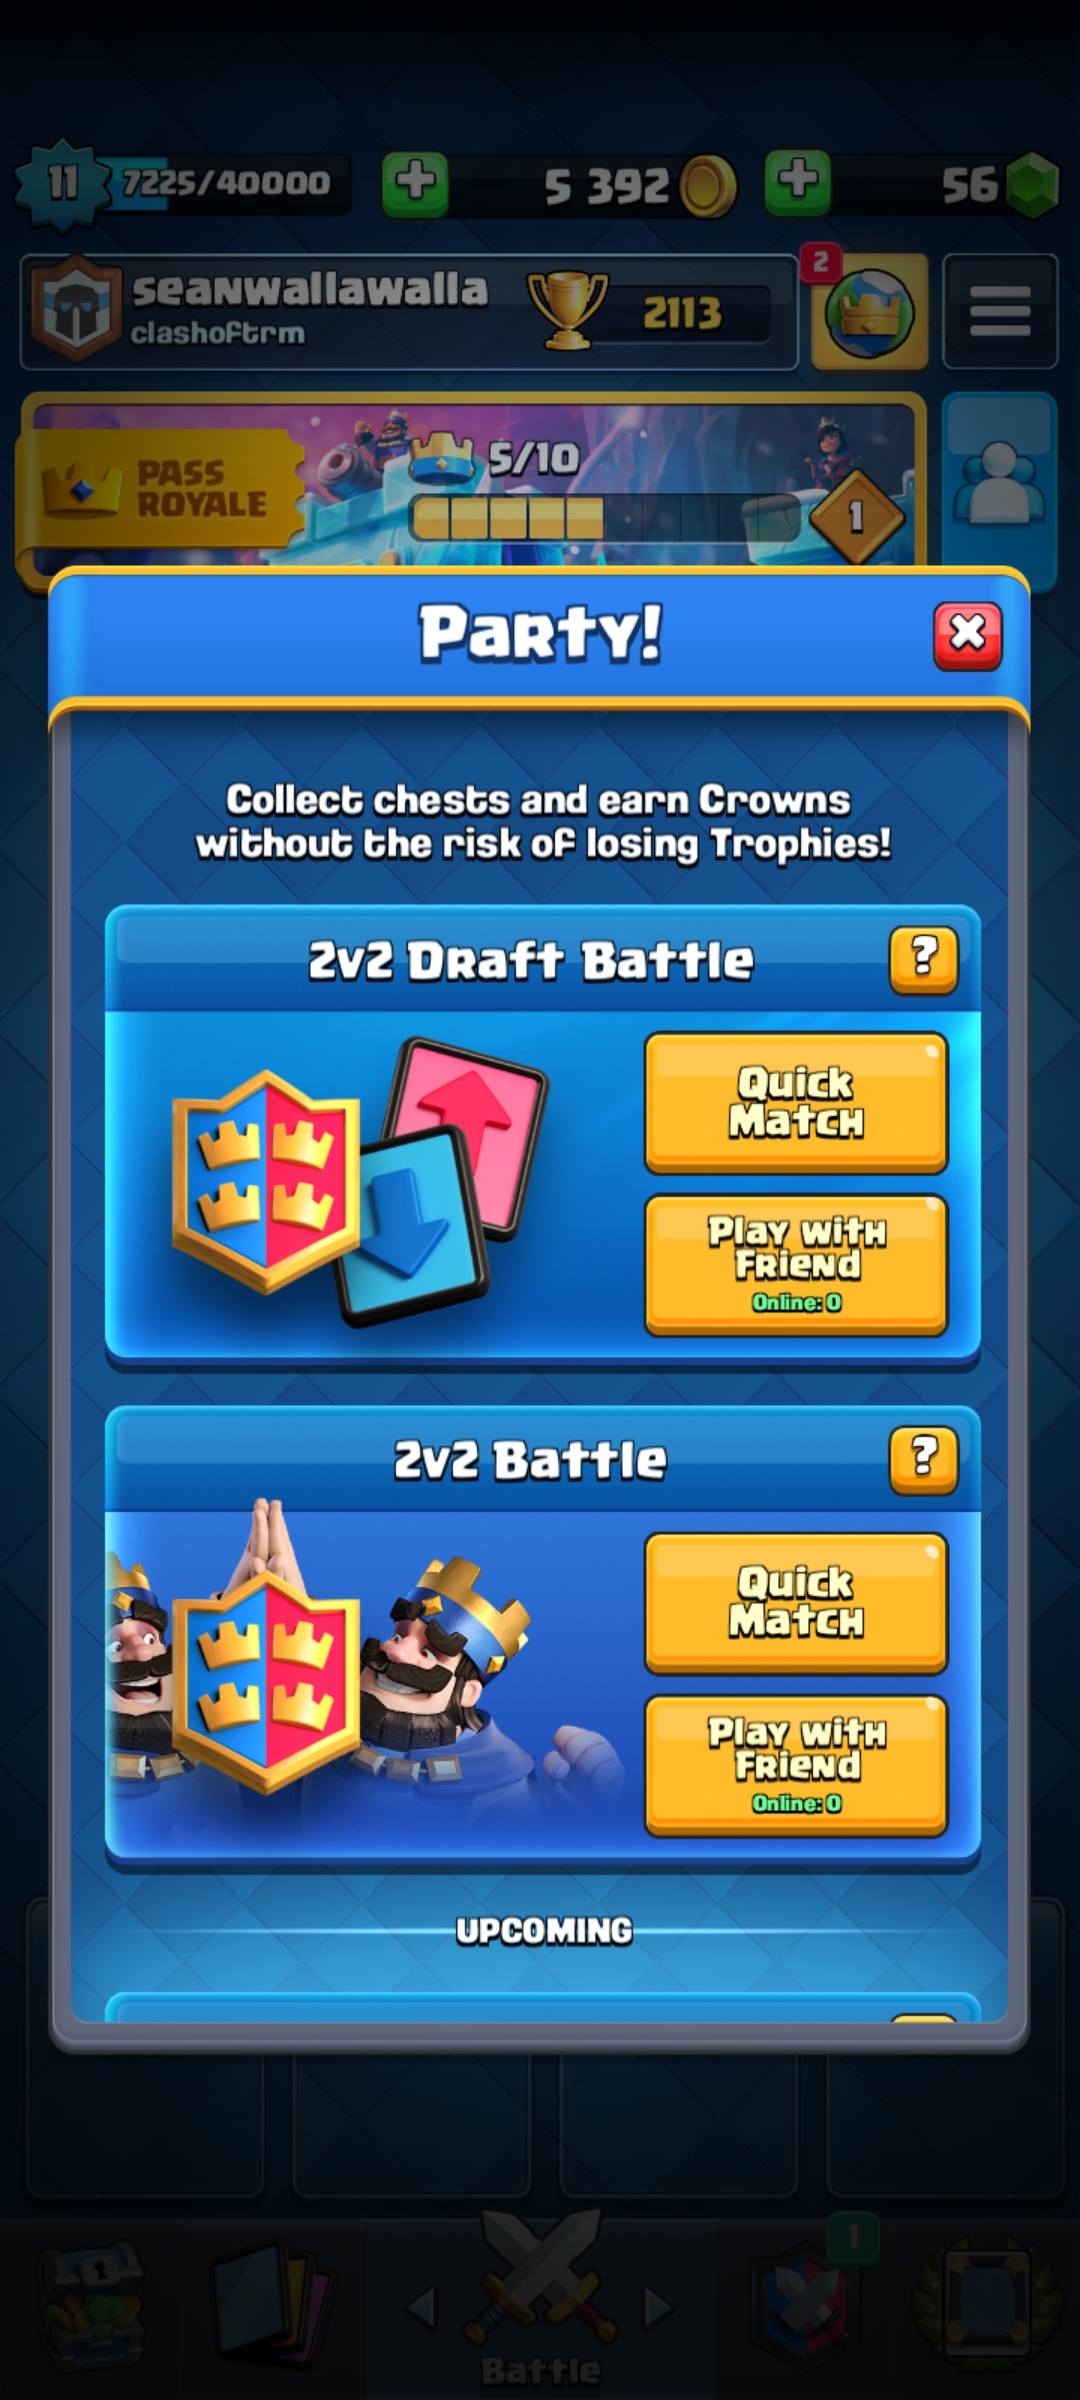 11
7225/40000
5 392
56
seanwallawalla
clashoftrm
2113
2
PASS
ROYALE
5/10
1
Party!
Collect chests and earn Crowns
without the risk of losing Trophies!
2v2 Draft Battle
?
Quick
Match
Play with
Friend
Online: 0
2v2 Battle
?
Quick
Match
Play with
Friend
Online: 0
UPCOMING
1
Battle